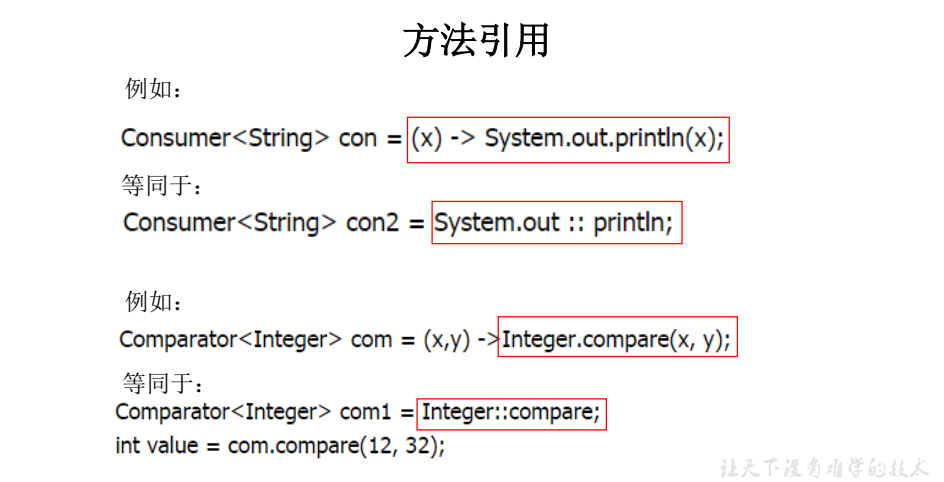 方法引用
例如：
Consumer<String> con = (x) -> System.out.println(x);
等同于：
Consumer<String> con2 = System.out :: println;
例如：
Comparator<Integer> com = (x,y) ->Integer.compare(x, y);
等同于：
Comparator<Integer> com1 = Integer::compare;
int value = com.compare(12, 32);
让天下没有难学的技术